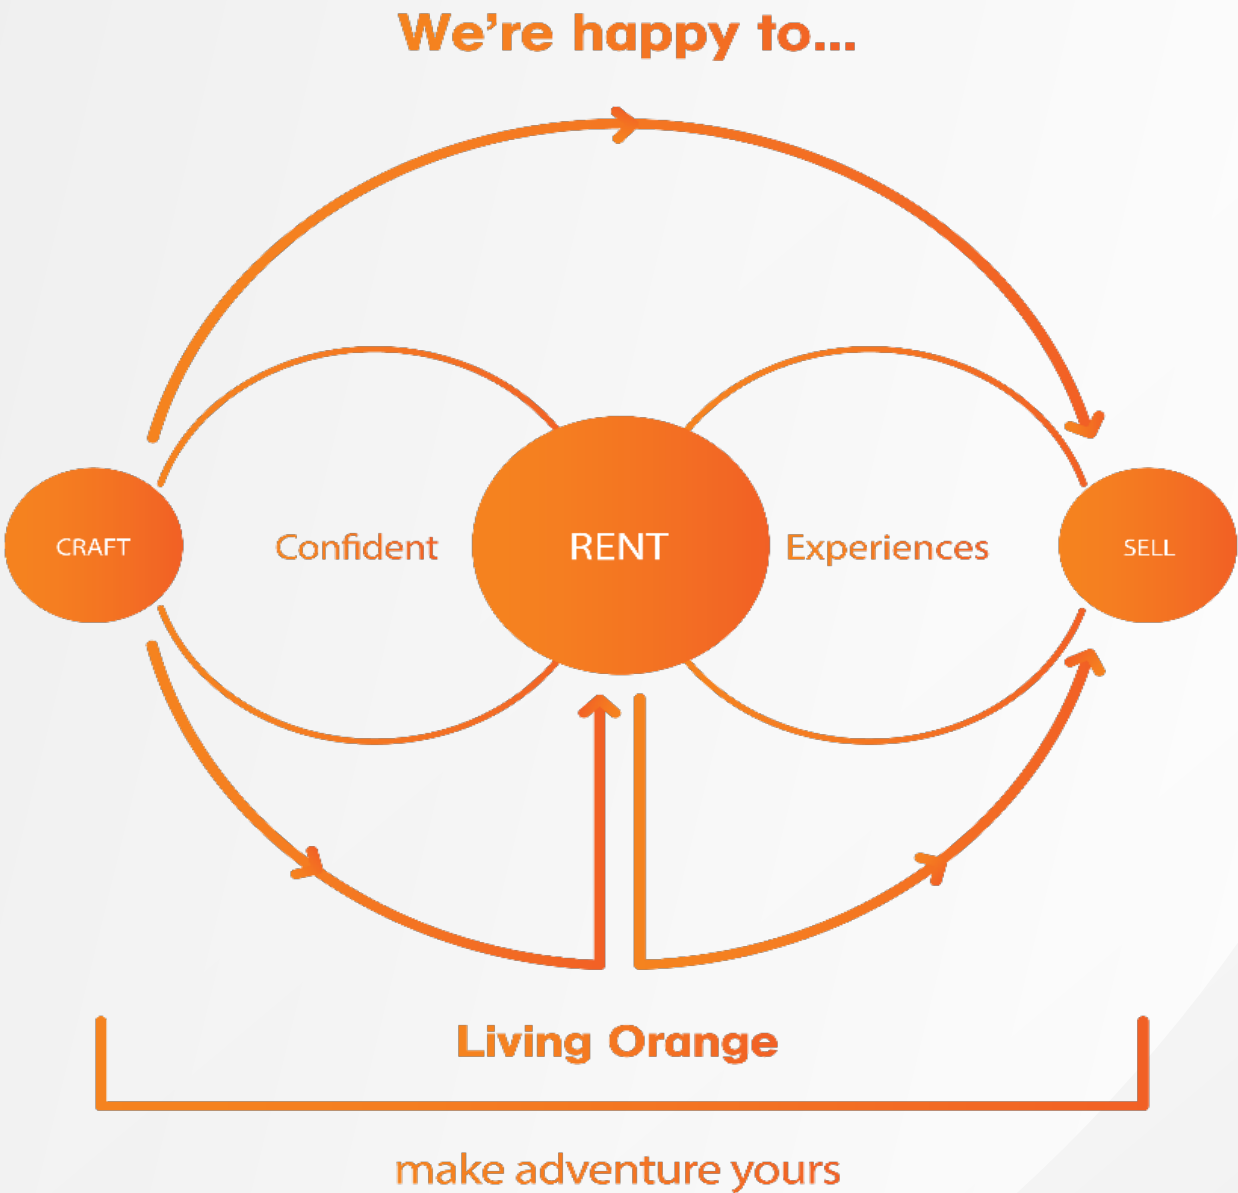 We're happy to...
CRAFT
Confident
RENT
Experiences
SELL
Living Orange
make adventure yours